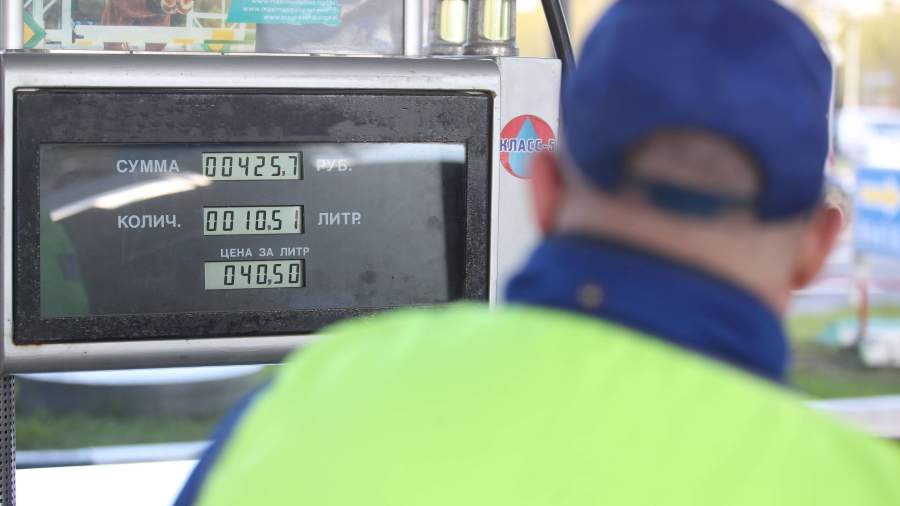 СУММА 00425,7 РУБ.
КОЛИЧ. 0010,51 ЛИТР.
ЦЕНА ЗА ЛИТР
040,50
КЛАСС-5